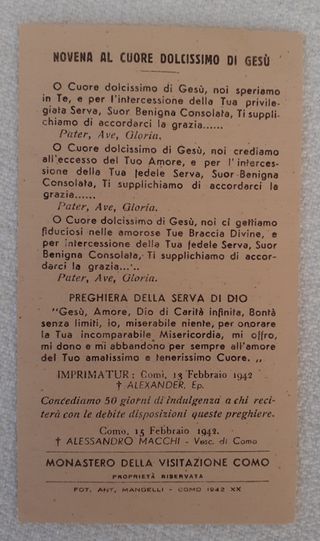 NOVENA AL CUORE DOLCISSIMO DI GESÙ
O Cuore dolcissimo di Gesù, noi speriamo
in Te, e per l'intercessione della Tua privile-
giata Serva, Suor Benigna Consolata, Ti suppli-
chiamo di accordarci la grazia......
Pater, Ave, Gloria.
O Cuore dolcissimo di Gesù, noi crediamo
all'eccesso del Tuo Amore, e per l'interces-
sione della Tua fedele Serva, Suor Benigna
Consolata, Ti supplichiamo di accordarci la
grazia......
Pater, Ave, Gloria.
O Cuore dolcissimo di Gesù, noi ci gettiamo
fiduciosi nelle amorose Tue Braccia Divine, e
per intercessione della Tua fedele Serva, Suor
Benigna Consolata, Ti supplichiamo di accor-
darci la grazia.....
Pater, Ave, Gloria.
PREGHIERA DELLA SERVA DI DIO
"Gesù, Amore, Dio di Carità infinita, Bontà
senza limiti, io, miserabile niente, per onorare
la Tua incomparabile Misericordia, mi offro,
mi dono e mi abbandono per sempre all'amore
del Tuo amatissimo e tenerissimo Cuore. „
IMPRIMATUR: Comi, 13 Febbraio 1942
† ALEXANDER, Ep.
Concediamo 50 giorni di Indulgenza a chi reci-
terà con le debite disposizioni queste preghiere.
Como, 15 Febbraio 1942.
† ALESSANDRO MACCHI - Vesc. di Como
MONASTERO DELLA VISITAZIONE COMO
PROPRIETÀ RISERVATA
FOT. ANT. MANGELLI - COMO 1942 XX